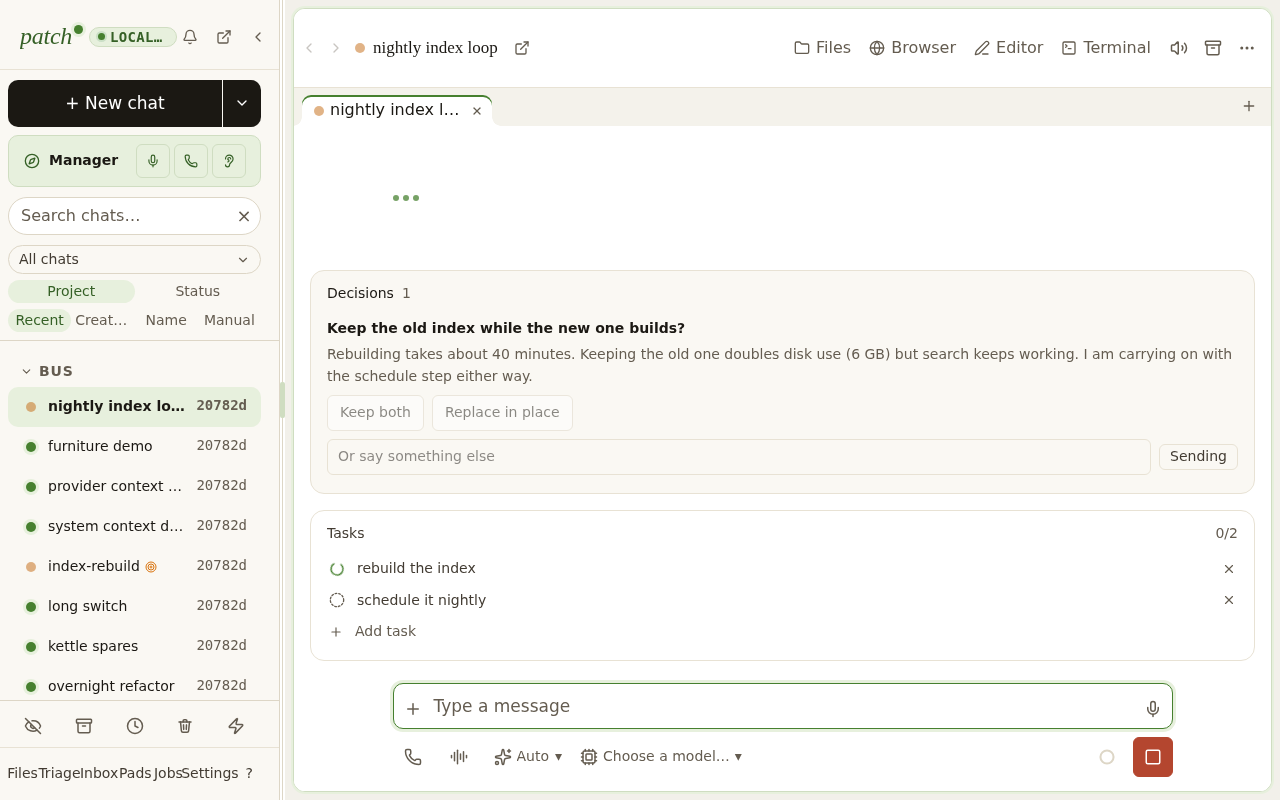 patch
LOCAL…
+ New chat
Manager
Search chats…
All chats
Project
Status
Recent
Creat…
Name
Manual
BUS
nightly index lo… 20782d
furniture demo 20782d
provider context … 20782d
system context d… 20782d
index-rebuild 20782d
long switch 20782d
kettle spares 20782d
overnight refactor 20782d
Files Triage Inbox Pads Jobs Settings ?
nightly index loop
Files
Browser
Editor
Terminal
nightly index l…
Decisions 1
Keep the old index while the new one builds?
Rebuilding takes about 40 minutes. Keeping the old one doubles disk use (6 GB) but search keeps working. I am carrying on with
the schedule step either way.
Keep both
Replace in place
Or say something else
Sending
Tasks 0/2
rebuild the index
schedule it nightly
Add task
Type a message
Auto ▾
Choose a model… ▾